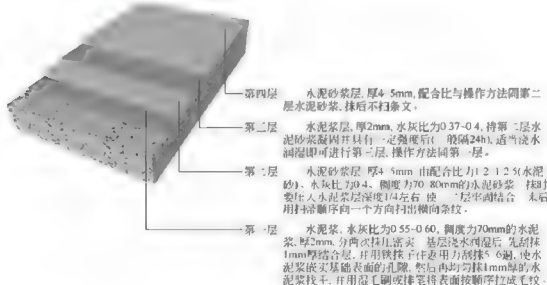 第四层 水泥砂浆层,厚4 5mm,配合比与操作方法同第二
层水泥砂浆,抹后不扫条文。
第三层 水泥浆层,厚2mm,水灰比为0.37~0.4,待第二层水
泥砂浆凝固并具有一定强度后( 般隔24h),适当浇水
润湿即可进行第三层,操作方法同第一层。
第二层 水泥砂浆层 厚4 5mm 由配合比为1 2 1 2.5(水泥
砂)、水灰比为0.4、稠度为70 80mm的水泥砂浆 抹时
要压入水泥浆层深度1/4左右 使 二层牢固结合 末后
用扫帚顺序向一个方向扫出横向条纹。
第一层 水泥浆、水灰比为0.55~0.60,稠度为70mm的水泥
浆,厚2mm,分两次抹压密实 基层浇水润湿后 先刮抹
1mm厚结合层,并用铁抹子往返用力刮抹5 6遍,使水
泥浆嵌实基础表面的孔隙,然后再均匀抹1mm厚的水
泥浆找平,并用湿毛刷或排笔将表面按顺序拉成毛纹。